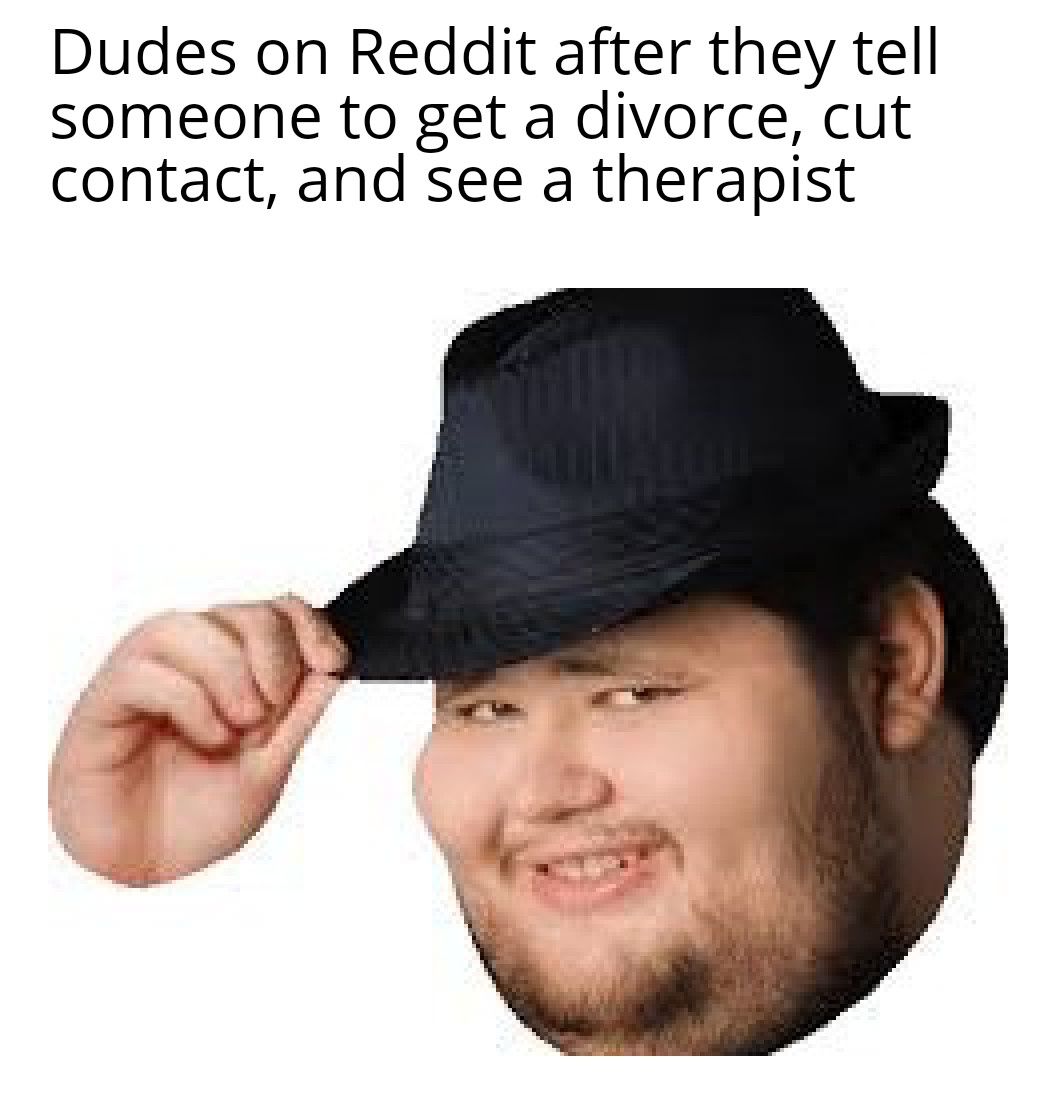 Dudes on Reddit after they tell
someone to get a divorce, cut
contact, and see a therapist